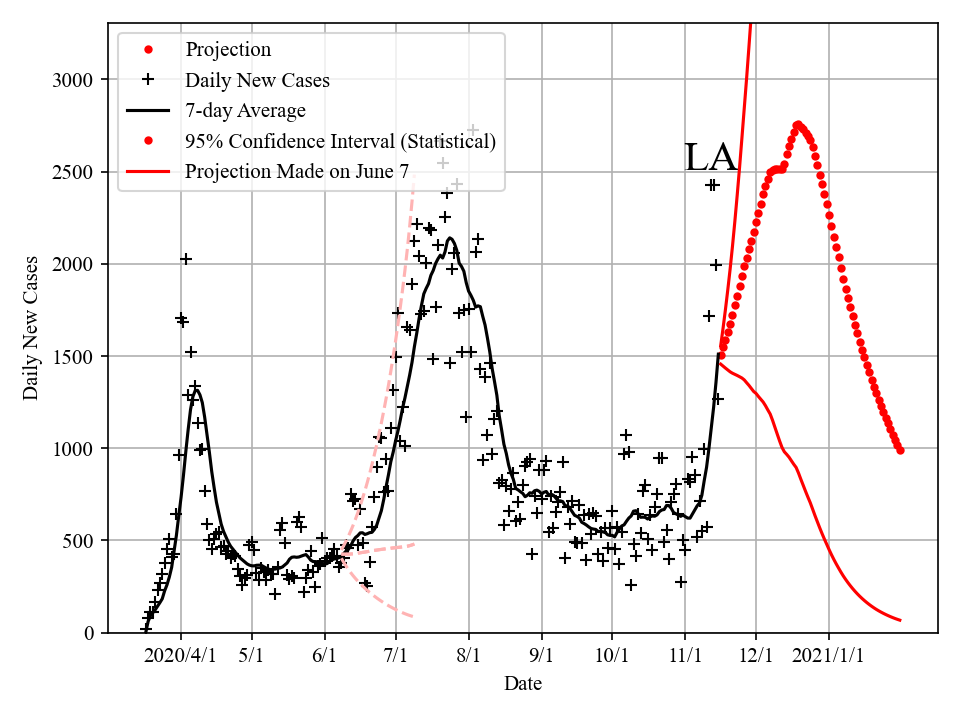 Projection
Daily New Cases
7-day Average
95% Confidence Interval (Statistical)
Projection Made on June 7
LA
3000
2500
2000
1500
1000
500
0
Daily New Cases
2020/4/1 5/1 6/1 7/1 8/1 9/1 10/1 11/1 12/1 2021/1/1
Date